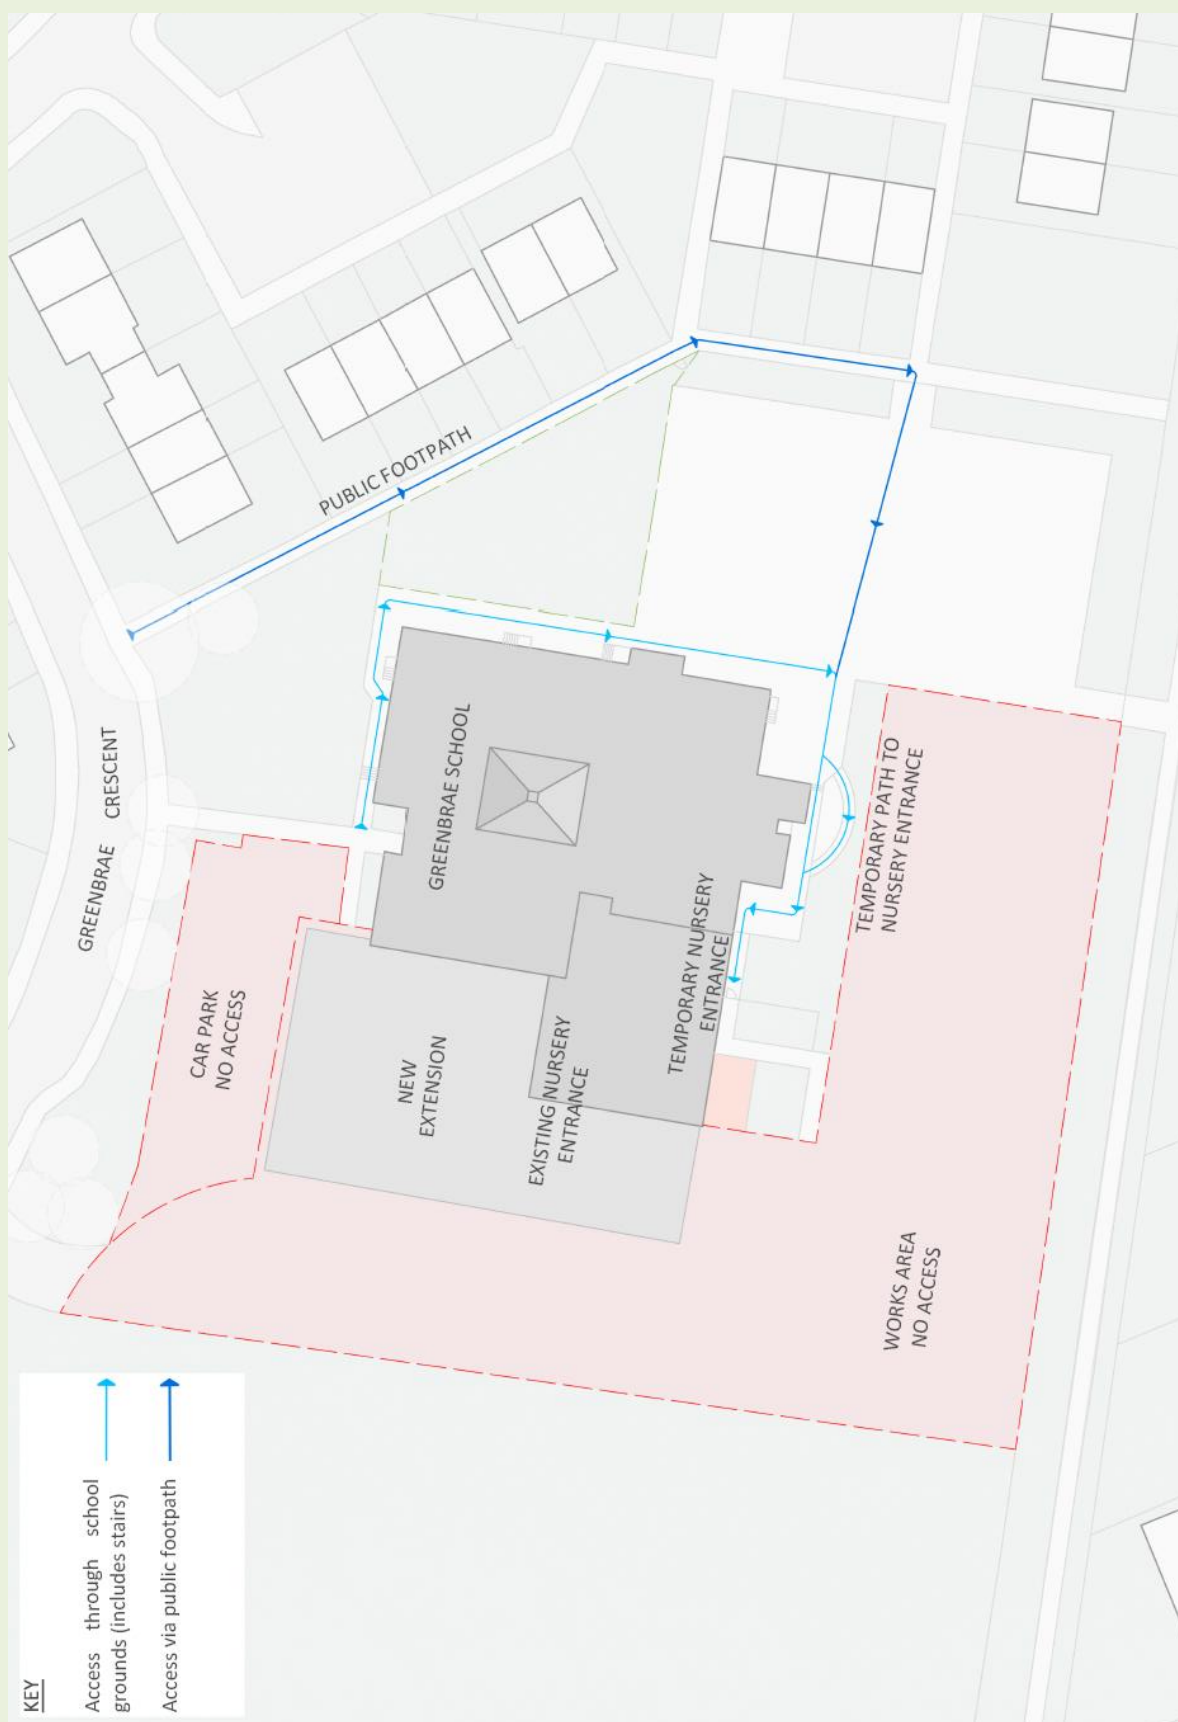 KEY
Access through school
grounds (includes stairs)
Access via public footpath
GREENBRAE CRESCENT
CAR PARK
NO ACCESS
PUBLIC FOOTPATH
GREENBRAE SCHOOL
NEW
EXTENSION
EXISTING NURSERY
ENTRANCE
TEMPORARY NURSERY
ENTRANCE
TEMPORARY PATH TO
NURSERY ENTRANCE
WORKS AREA
NO ACCESS